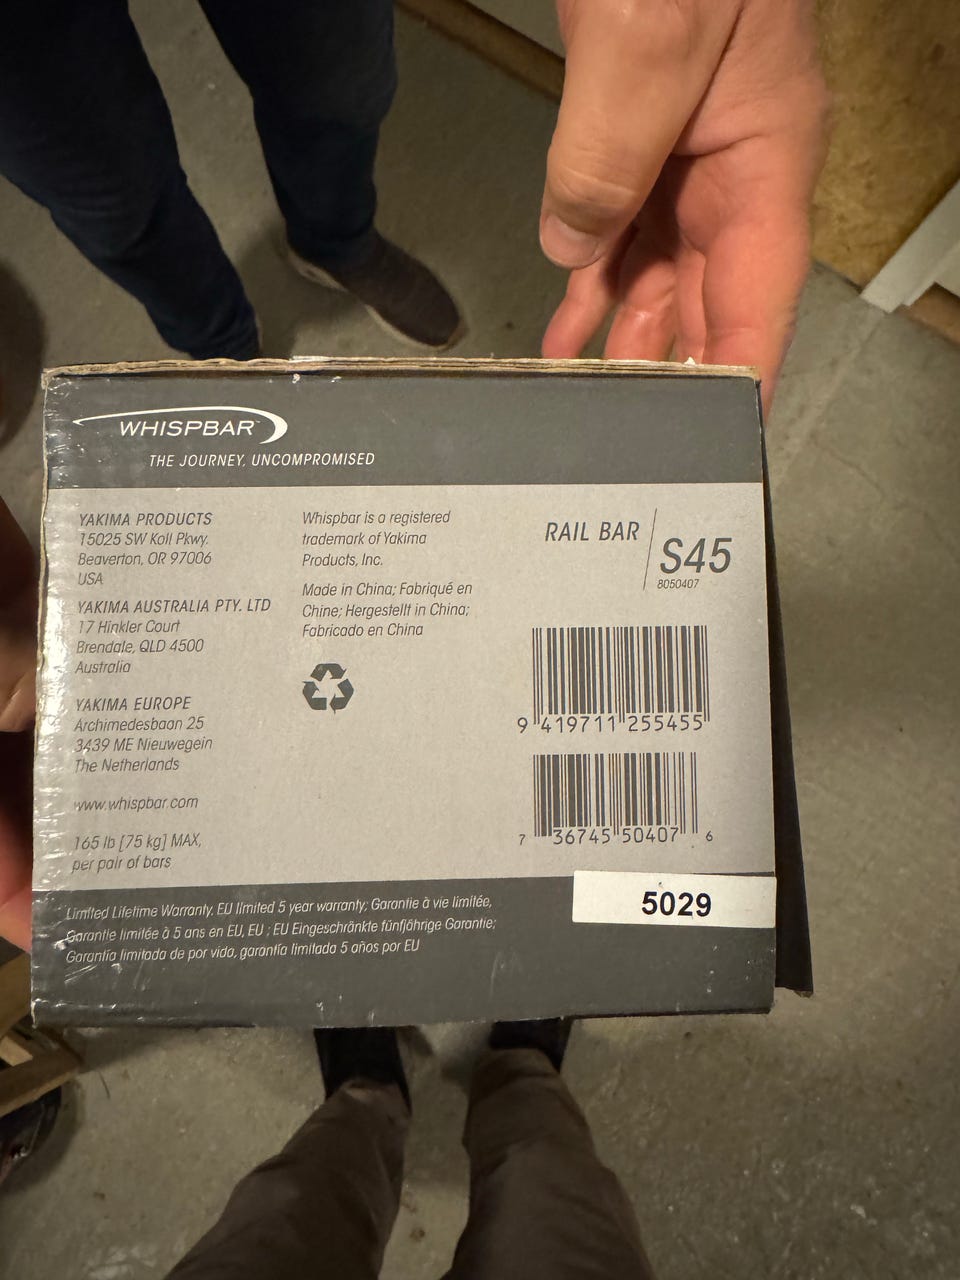 WHISPBAR™
THE JOURNEY, UNCOMPROMISED
YAKIMA PRODUCTS
15025 SW Koll Pkwy.
Beaverton, OR 97006
USA
YAKIMA AUSTRALIA PTY. LTD
17 Hinkler Court
Brendale, QLD 4500
Australia
YAKIMA EUROPE
Archimedesbaan 25
3439 ME Nieuwegein
The Netherlands
www.whispbar.com
165 lb [75 kg] MAX,
per pair of bars
Whispbar is a registered
trademark of Yakima
Products, Inc.
Made in China; Fabriqué en
Chine; Hergestellt in China;
Fabricado en China
RAIL BAR
S45
8050407
9 419711 255455
7 36745 50407 6
Limited Lifetime Warranty, EU limited 5 year warranty; Garantie à vie limitée,
Garantie limitée à 5 ans en EU, EU ; EU Eingeschränkte fünfjährige Garantie;
Garantía limitada de por vida, garantía limitada 5 años por EU
5029